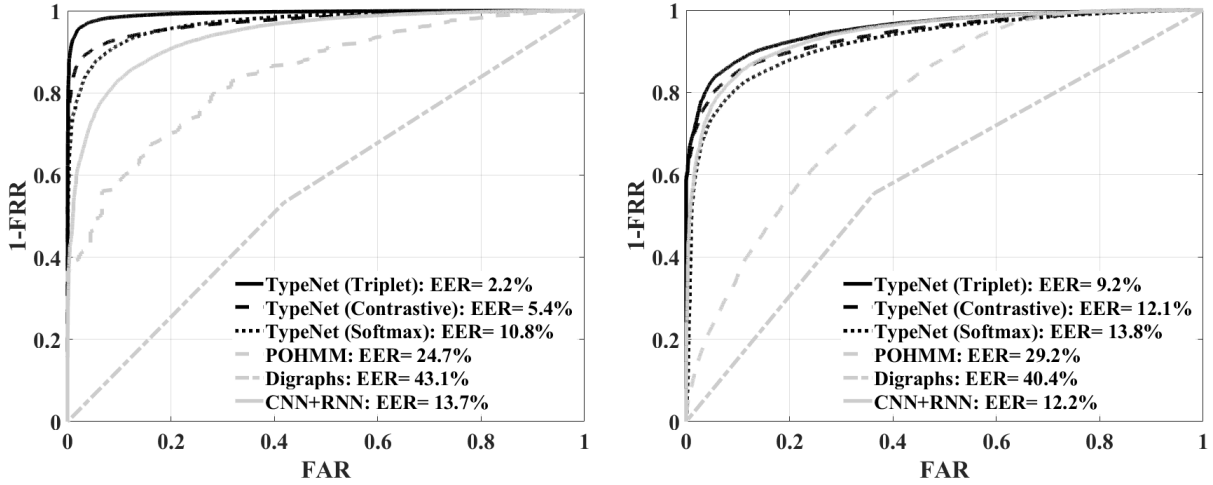 1
0.8
0.6
0.4
0.2
0
1-FRR
TypeNet (Triplet): EER= 2.2%
TypeNet (Contrastive): EER= 5.4%
TypeNet (Softmax): EER= 10.8%
POHMM: EER= 24.7%
Digraphs: EER= 43.1%
CNN+RNN: EER= 13.7%
0 0.2 0.4 0.6 0.8 1
FAR
1
0.8
0.6
0.4
0.2
0
1-FRR
TypeNet (Triplet): EER= 9.2%
TypeNet (Contrastive): EER= 12.1%
TypeNet (Softmax): EER= 13.8%
POHMM: EER= 29.2%
Digraphs: EER= 40.4%
CNN+RNN: EER= 12.2%
0 0.2 0.4 0.6 0.8 1
FAR